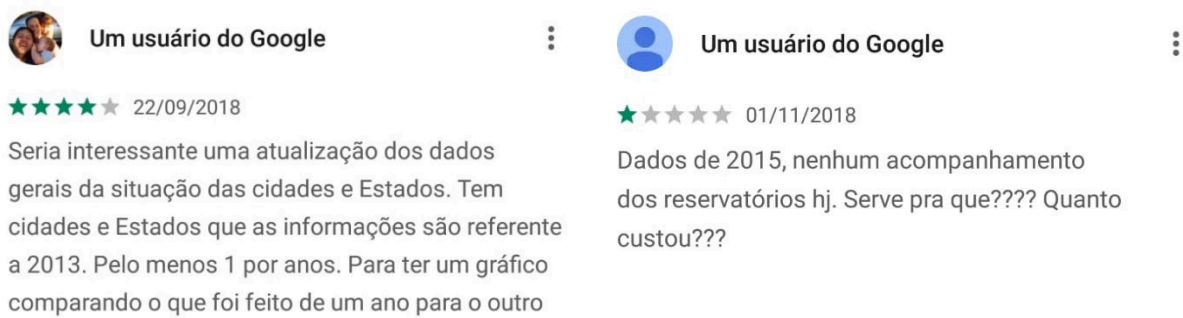 Um usuário do Google
22/09/2018
Seria interessante uma atualização dos dados
gerais da situação das cidades e Estados. Tem
cidades e Estados que as informações são referente
a 2013. Pelo menos 1 por anos. Para ter um gráfico
comparando o que foi feito de um ano para o outro
Um usuário do Google
01/11/2018
Dados de 2015, nenhum acompanhamento
dos reservatórios hj. Serve pra que???? Quanto
custou???